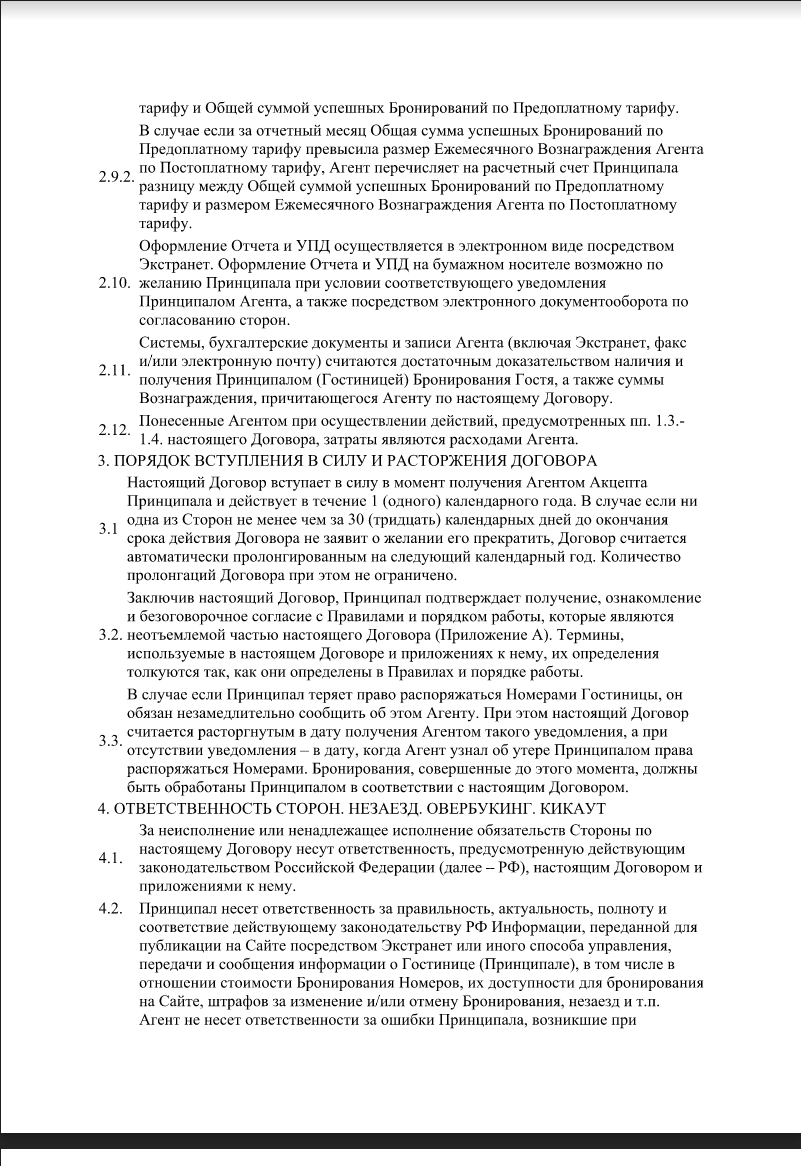 тарифу и Общей суммой успешных Бронирований по Предоплатному тарифу.
В случае если за отчетный месяц Общая сумма успешных Бронирований по
Предоплатному тарифу превысила размер Ежемесячного Вознаграждения Агента
по Постоплатному тарифу, Агент перечисляет на расчетный счет Принципала
2.9.2. разницу между Общей суммой успешных Бронирований по Предоплатному
тарифу и размером Ежемесячного Вознаграждения Агента по Постоплатному
тарифу.
Оформление Отчета и УПД осуществляется в электронном виде посредством
Экстранет. Оформление Отчета и УПД на бумажном носителе возможно по
2.10. желанию Принципала при условии соответствующего уведомления
Принципалом Агента, а также посредством электронного документооборота по
согласованию сторон.
Системы, бухгалтерские документы и записи Агента (включая Экстранет, факс
и/или электронную почту) считаются достаточным доказательством наличия и
2.11. получения Принципалом (Гостиницей) Бронирования Гостя, а также суммы
Вознаграждения, причитающегося Агенту по настоящему Договору.
2.12. Понесенные Агентом при осуществлении действий, предусмотренных пп. 1.3.-
1.4. настоящего Договора, затраты являются расходами Агента.
3. ПОРЯДОК ВСТУПЛЕНИЯ В СИЛУ И РАСТОРЖЕНИЯ ДОГОВОРА
Настоящий Договор вступает в силу в момент получения Агентом Акцепта
Принципала и действует в течение 1 (одного) календарного года. В случае если ни
3.1 одна из Сторон не менее чем за 30 (тридцать) календарных дней до окончания
срока действия Договора не заявит о желании его прекратить, Договор считается
автоматически пролонгированным на следующий календарный год. Количество
пролонгаций Договора при этом не ограничено.
Заключив настоящий Договор, Принципал подтверждает получение, ознакомление
и безоговорочное согласие с Правилами и порядком работы, которые являются
3.2. неотъемлемой частью настоящего Договора (Приложение А). Термины,
используемые в настоящем Договоре и приложениях к нему, их определения
толкуются так, как они определены в Правилах и порядке работы.
В случае если Принципал теряет право распоряжаться Номерами Гостиницы, он
обязан незамедлительно сообщить об этом Агенту. При этом настоящий Договор
3.3. считается расторгнутым в дату получения Агентом такого уведомления, а при
отсутствии уведомления – в дату, когда Агент узнал об утере Принципалом права
распоряжаться Номерами. Бронирования, совершенные до этого момента, должны
быть обработаны Принципалом в соответствии с настоящим Договором.
4. ОТВЕТСТВЕННОСТЬ СТОРОН. НЕЗАЕЗД. ОВЕРБУКИНГ. КИКАУТ
За неисполнение или ненадлежащее исполнение обязательств Стороны по
4.1. настоящему Договору несут ответственность, предусмотренную действующим
законодательством Российской Федерации (далее – РФ), настоящим Договором и
приложениями к нему.
4.2. Принципал несет ответственность за правильность, актуальность, полноту и
соответствие действующему законодательству РФ Информации, переданной для
публикации на Сайте посредством Экстранет или иного способа управления,
передачи и сообщения информации о Гостинице (Принципале), в том числе в
отношении стоимости Бронирования Номеров, их доступности для бронирования
на Сайте, штрафов за изменение и/или отмену Бронирования, незаезд и т.п.
Агент не несет ответственности за ошибки Принципала, возникшие при